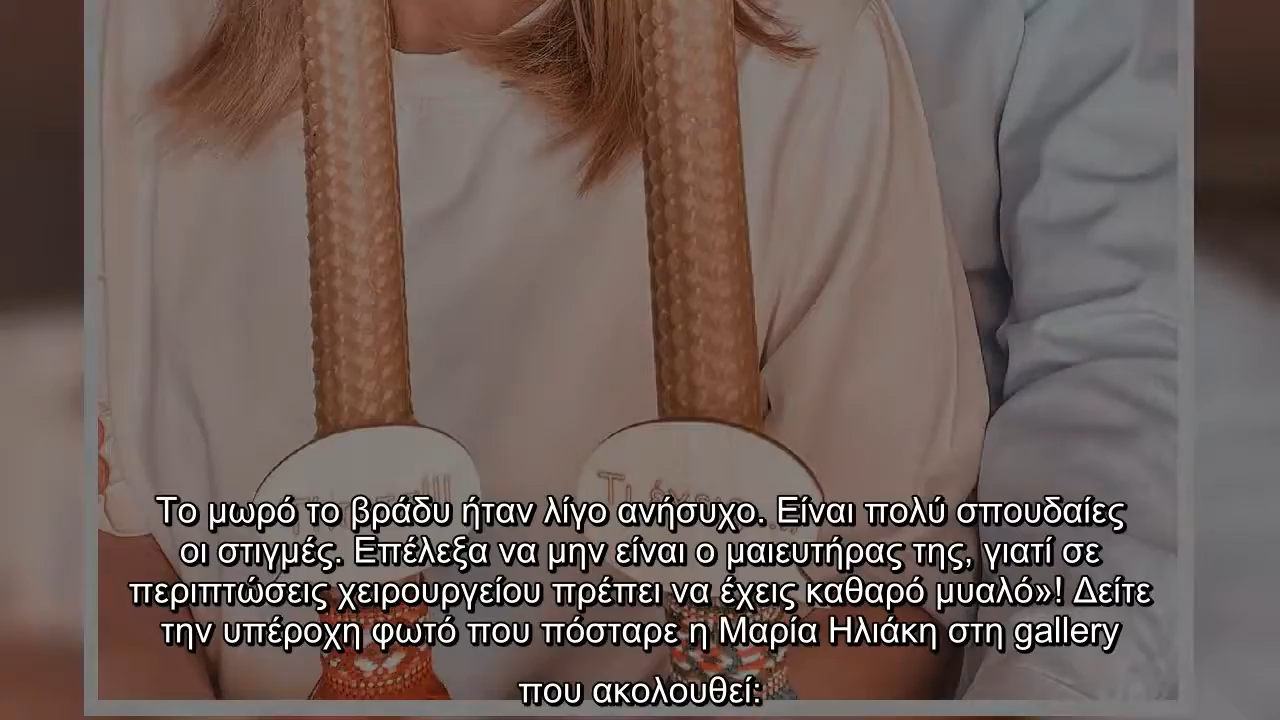 Το μωρό το βράδυ ήταν λίγο ανήσυχο. Είναι πολύ σπουδαίες
οι στιγμές. Επέλεξα να μην είναι ο μαιευτήρας της, γιατί σε
περιπτώσεις χειρουργείου πρέπει να έχεις καθαρό μυαλό»! Δείτε
την υπέροχη φωτό που πόσταρε η Μαρία Ηλιάκη στη gallery
που ακολουθεί: